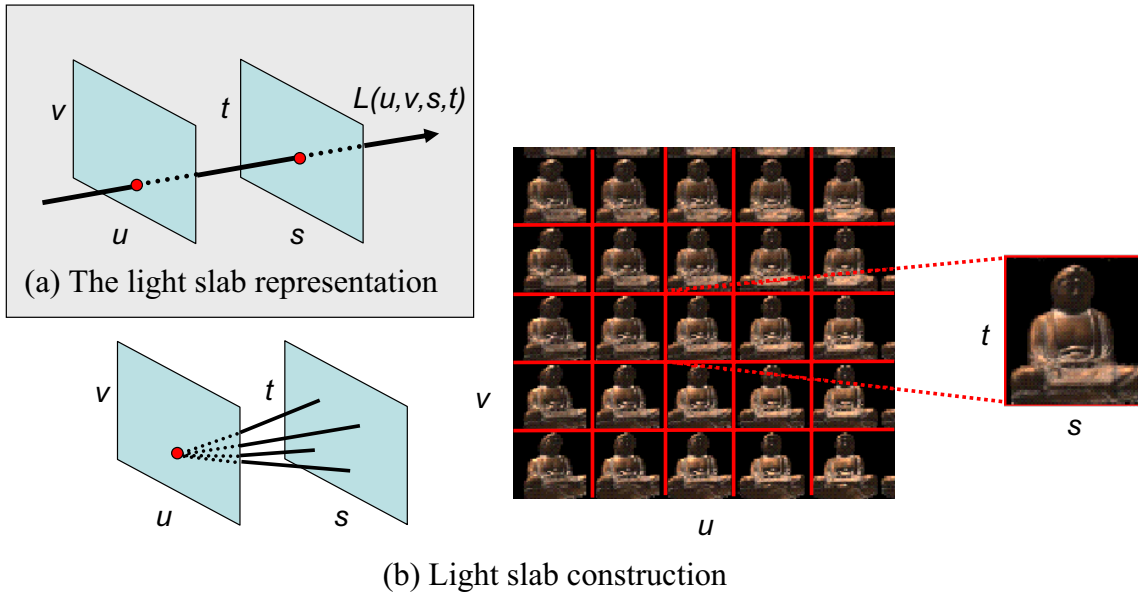 v
t
L(u,v,s,t)
u
s
(a) The light slab representation
v
t
u
s
v
u
t
s
(b) Light slab construction